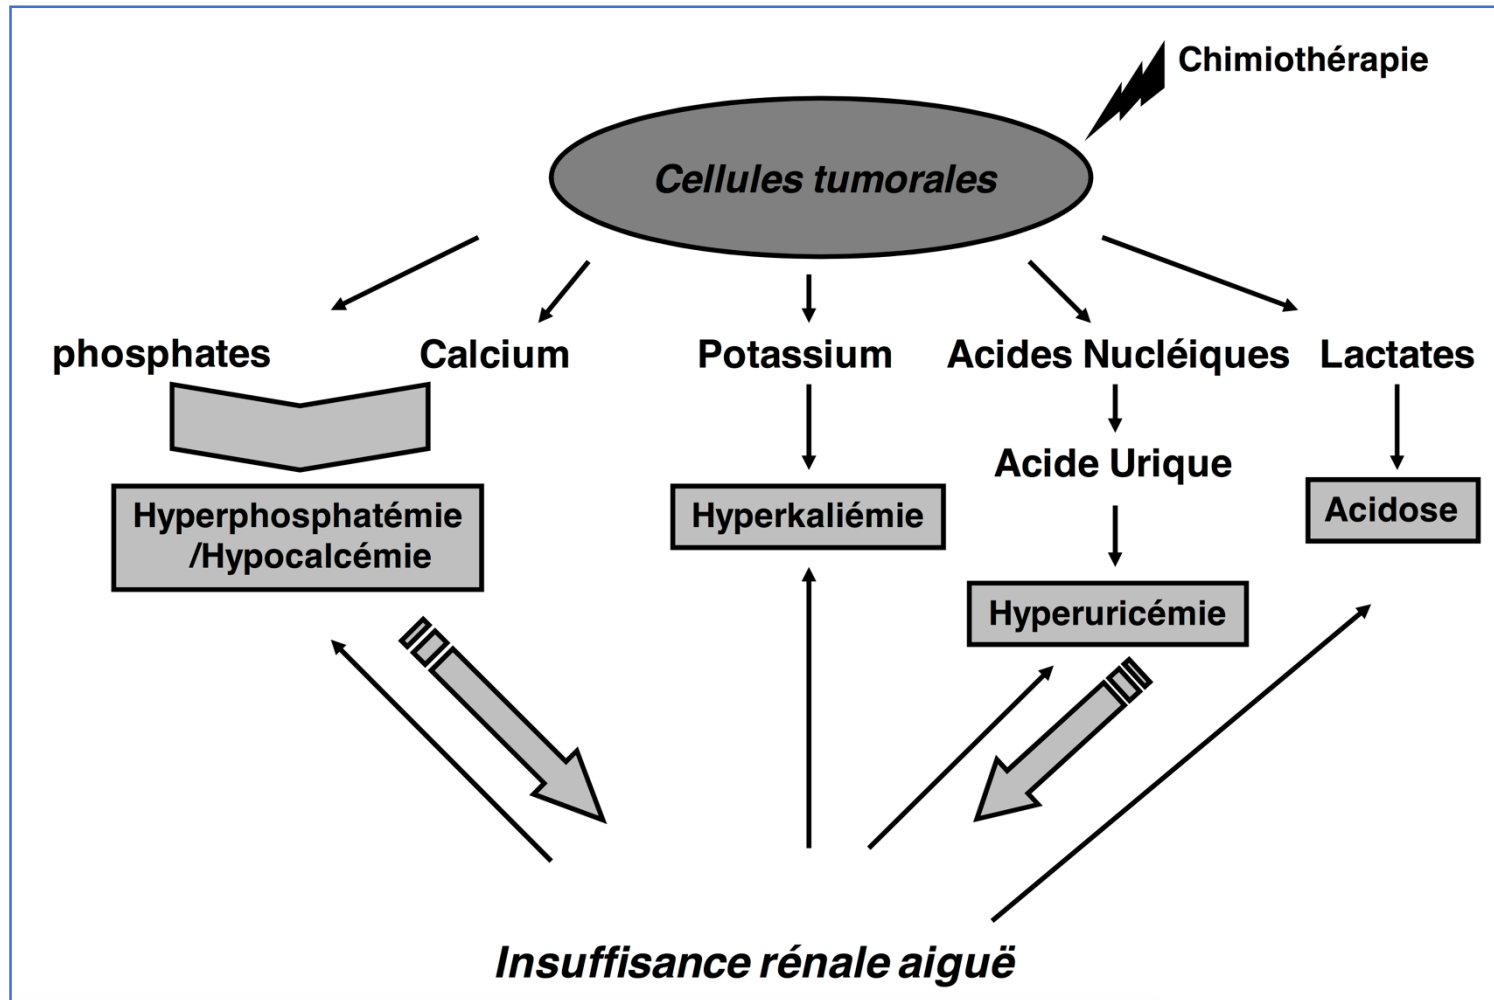 Chimiothérapie
Cellules tumorales
phosphates
Calcium
Potassium
Acides Nucléiques
Lactates
Acide Urique
Hyperphosphatémie
/Hypocalcémie
Hyperkaliémie
Acidose
Hyperuricémie
Insuffisance rénale aiguë